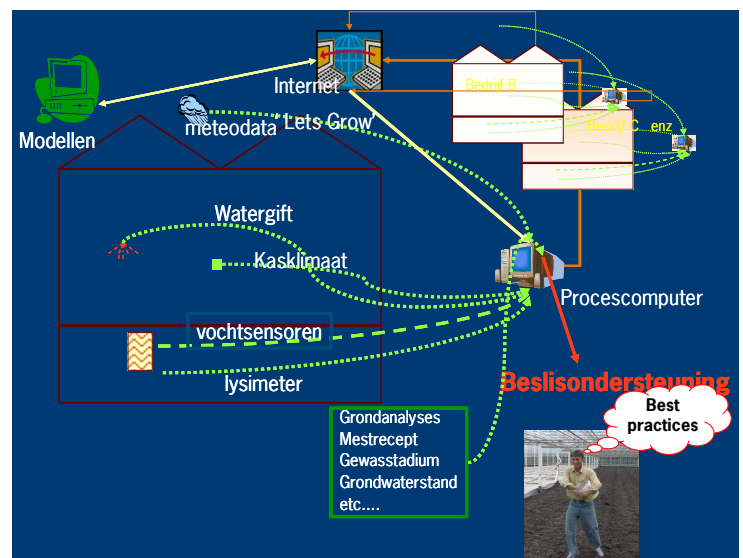 Internet
Bedrijf B
Modellen
meteodata
‘Lets Grow’
Bedrijf C
enz
Watergift
Kasklimaat
Procescomputer
vochtsensoren
lysimeter
Beslisondersteuning
Best
practices
Grondanalyses
Mestrecept
Gewasstadium
Grondwaterstand
etc....